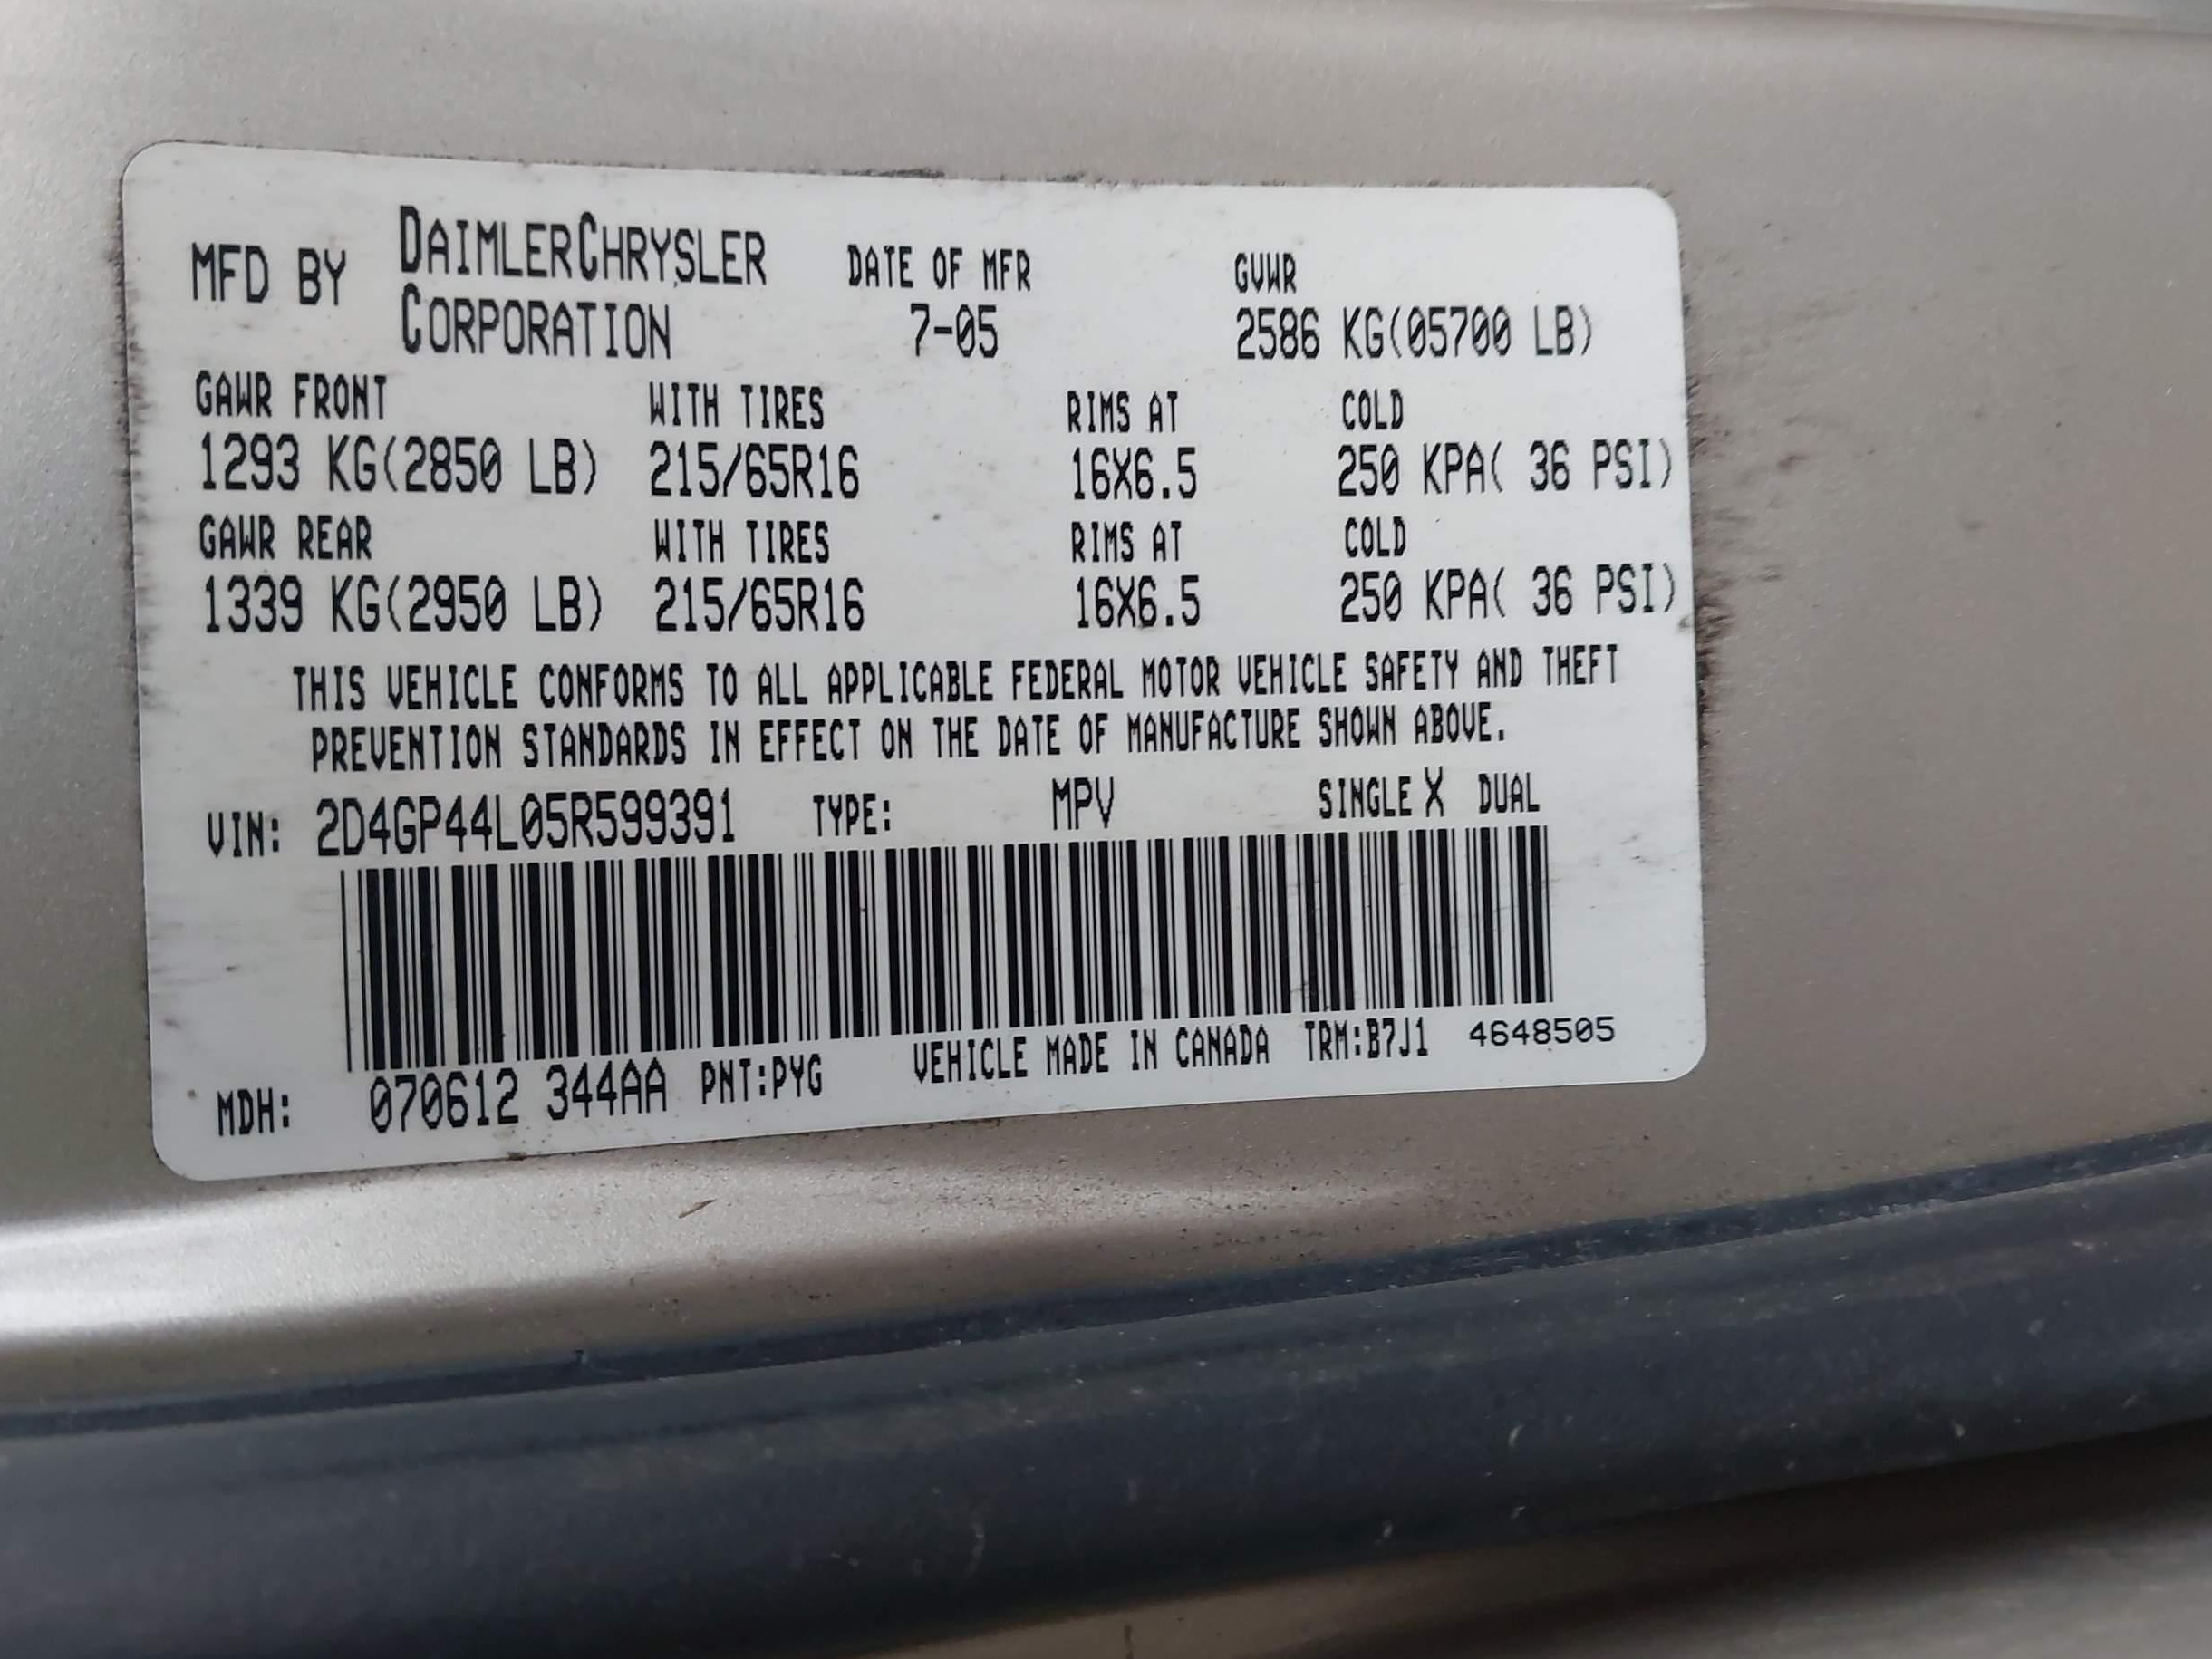 MFD BY DAIMLERCHRYSLER CORPORATION DATE OF MFR 7-05 GVWR 2586 KG(05700 LB)
GAWR FRONT WITH TIRES RIMS AT COLD
1293 KG(2850 LB) 215/65R16 16X6.5 250 KPA( 36 PSI)
GAWR REAR WITH TIRES RIMS AT COLD
1339 KG(2950 LB) 215/65R16 16X6.5 250 KPA( 36 PSI)
THIS VEHICLE CONFORMS TO ALL APPLICABLE FEDERAL MOTOR VEHICLE SAFETY AND THEFT
PREVENTION STANDARDS IN EFFECT ON THE DATE OF MANUFACTURE SHOWN ABOVE.
VIN: 2D4GP44L05R599391 TYPE: MPV SINGLE X DUAL
MDH: 070612 344AA PNT:PYG VEHICLE MADE IN CANADA TRM:B7J1 4648505